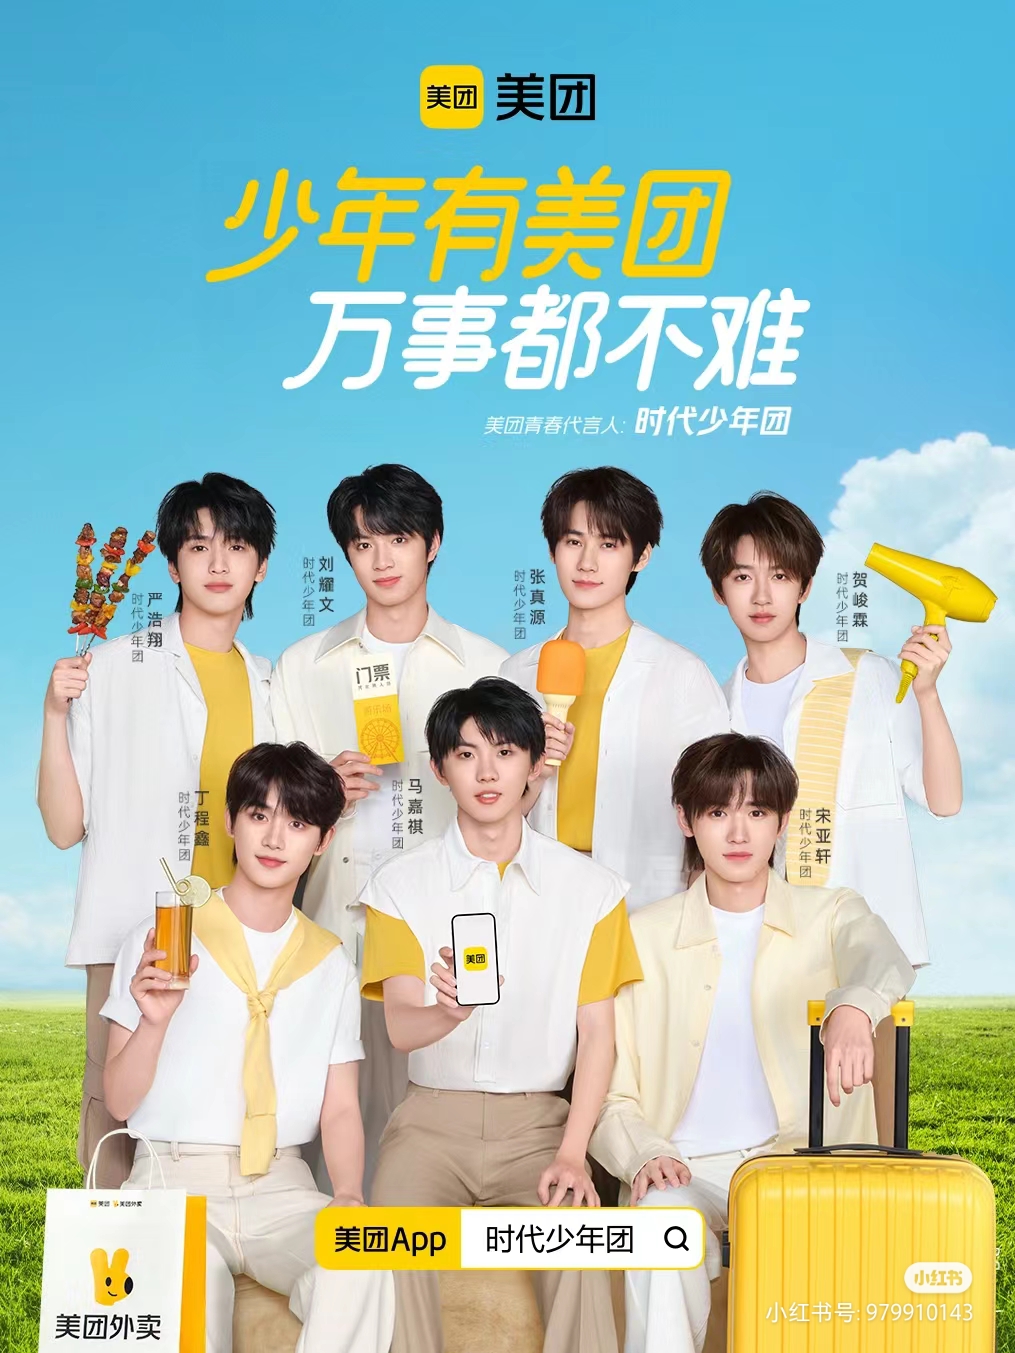 美团 美团
少年有美团
万事都不难
美团青春代言人: 时代少年团
严浩翔
时代少年团
刘耀文
时代少年团
张真源
时代少年团
贺峻霖
时代少年团
门票
丁程鑫
时代少年团
马嘉祺
时代少年团
宋亚轩
时代少年团
美团
美团 美团外卖
美团外卖
美团App 时代少年团
小红书
小红书号: 979910143